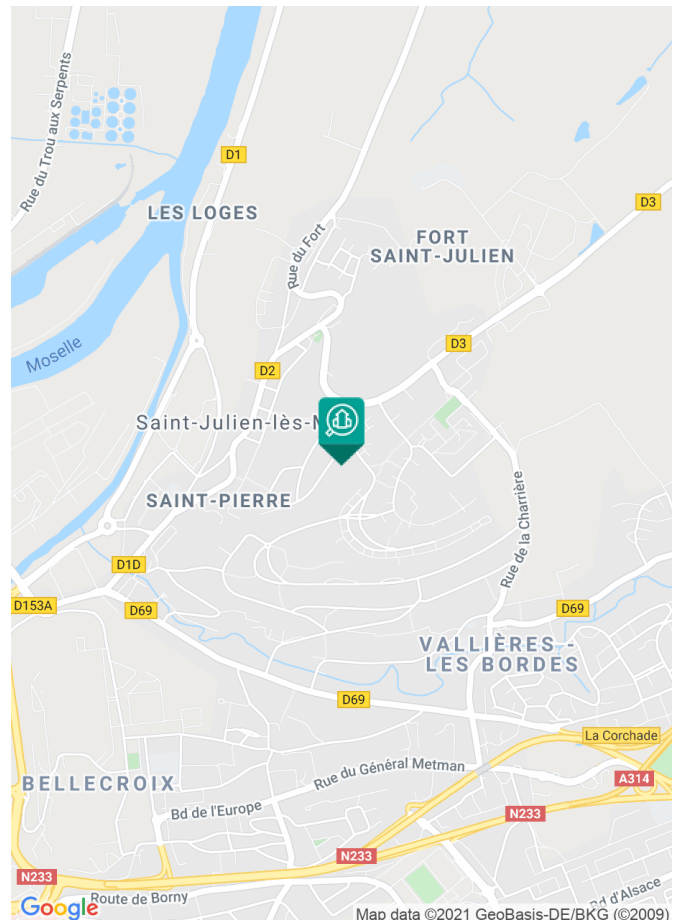 Rue du Trou aux Serpents
D1
LES LOGES
D3
FORT
SAINT-JULIEN
Rue du Fort
Moselle
D3
D2
Saint-Julien-lès-M
SAINT-PIERRE
Rue de la Charrière
D1D
D153A
D69
D69
VALLIÈRES -
LES BORDES
D69
La Corchade
BELLECROIX
Rue du Général Metman
A314
Bd de l'Europe
N233
N233
N233
Route de Borny
Bd d'Alsace
Google
Map data ©2021 GeoBasis-DE/BKG (©2009)